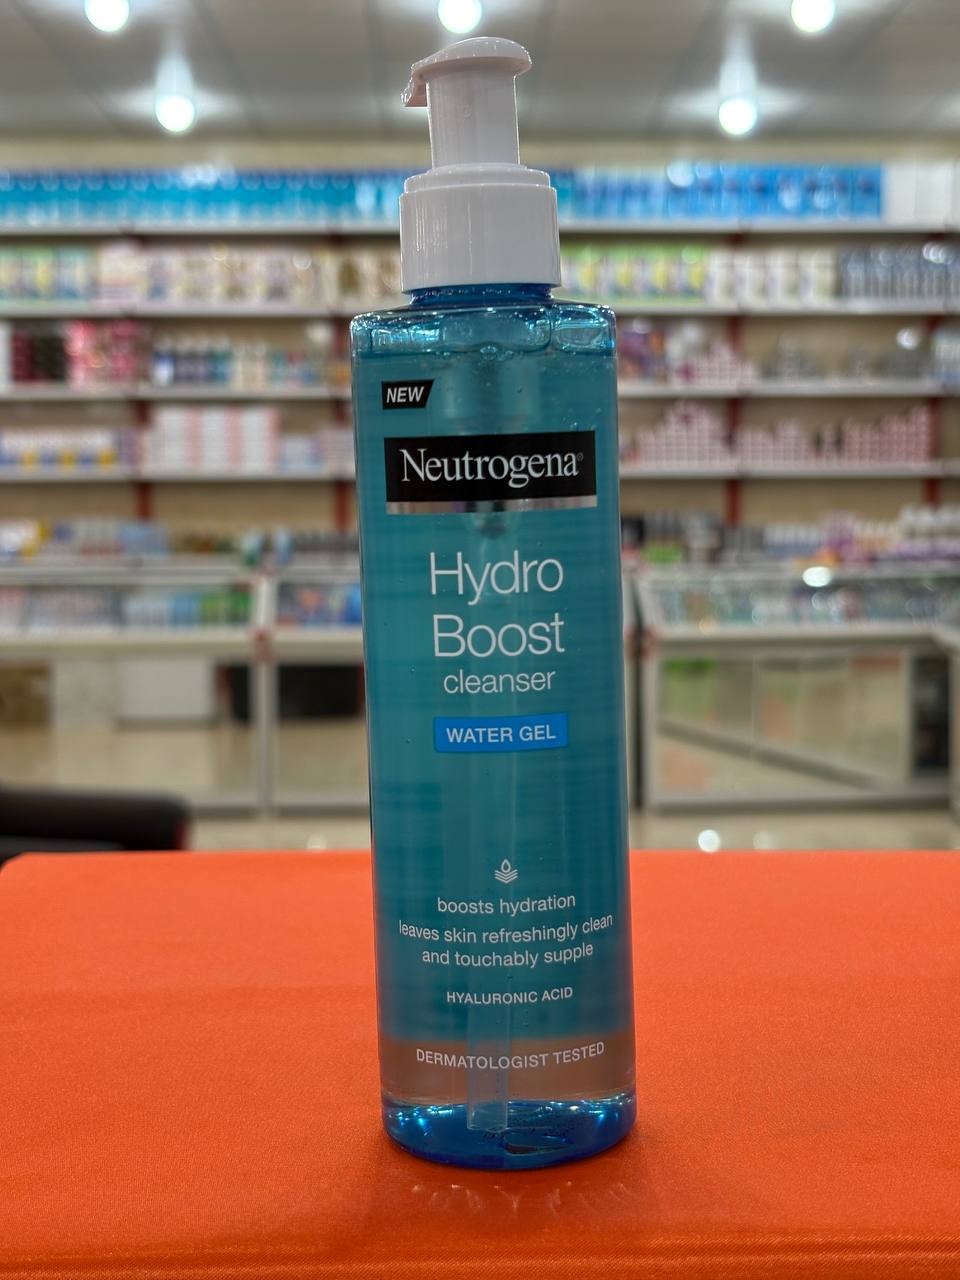 NEW
Neutrogena®
Hydro
Boost
cleanser
WATER GEL
boosts hydration
leaves skin refreshingly clean
and touchably supple
HYALURONIC ACID
DERMATOLOGIST TESTED